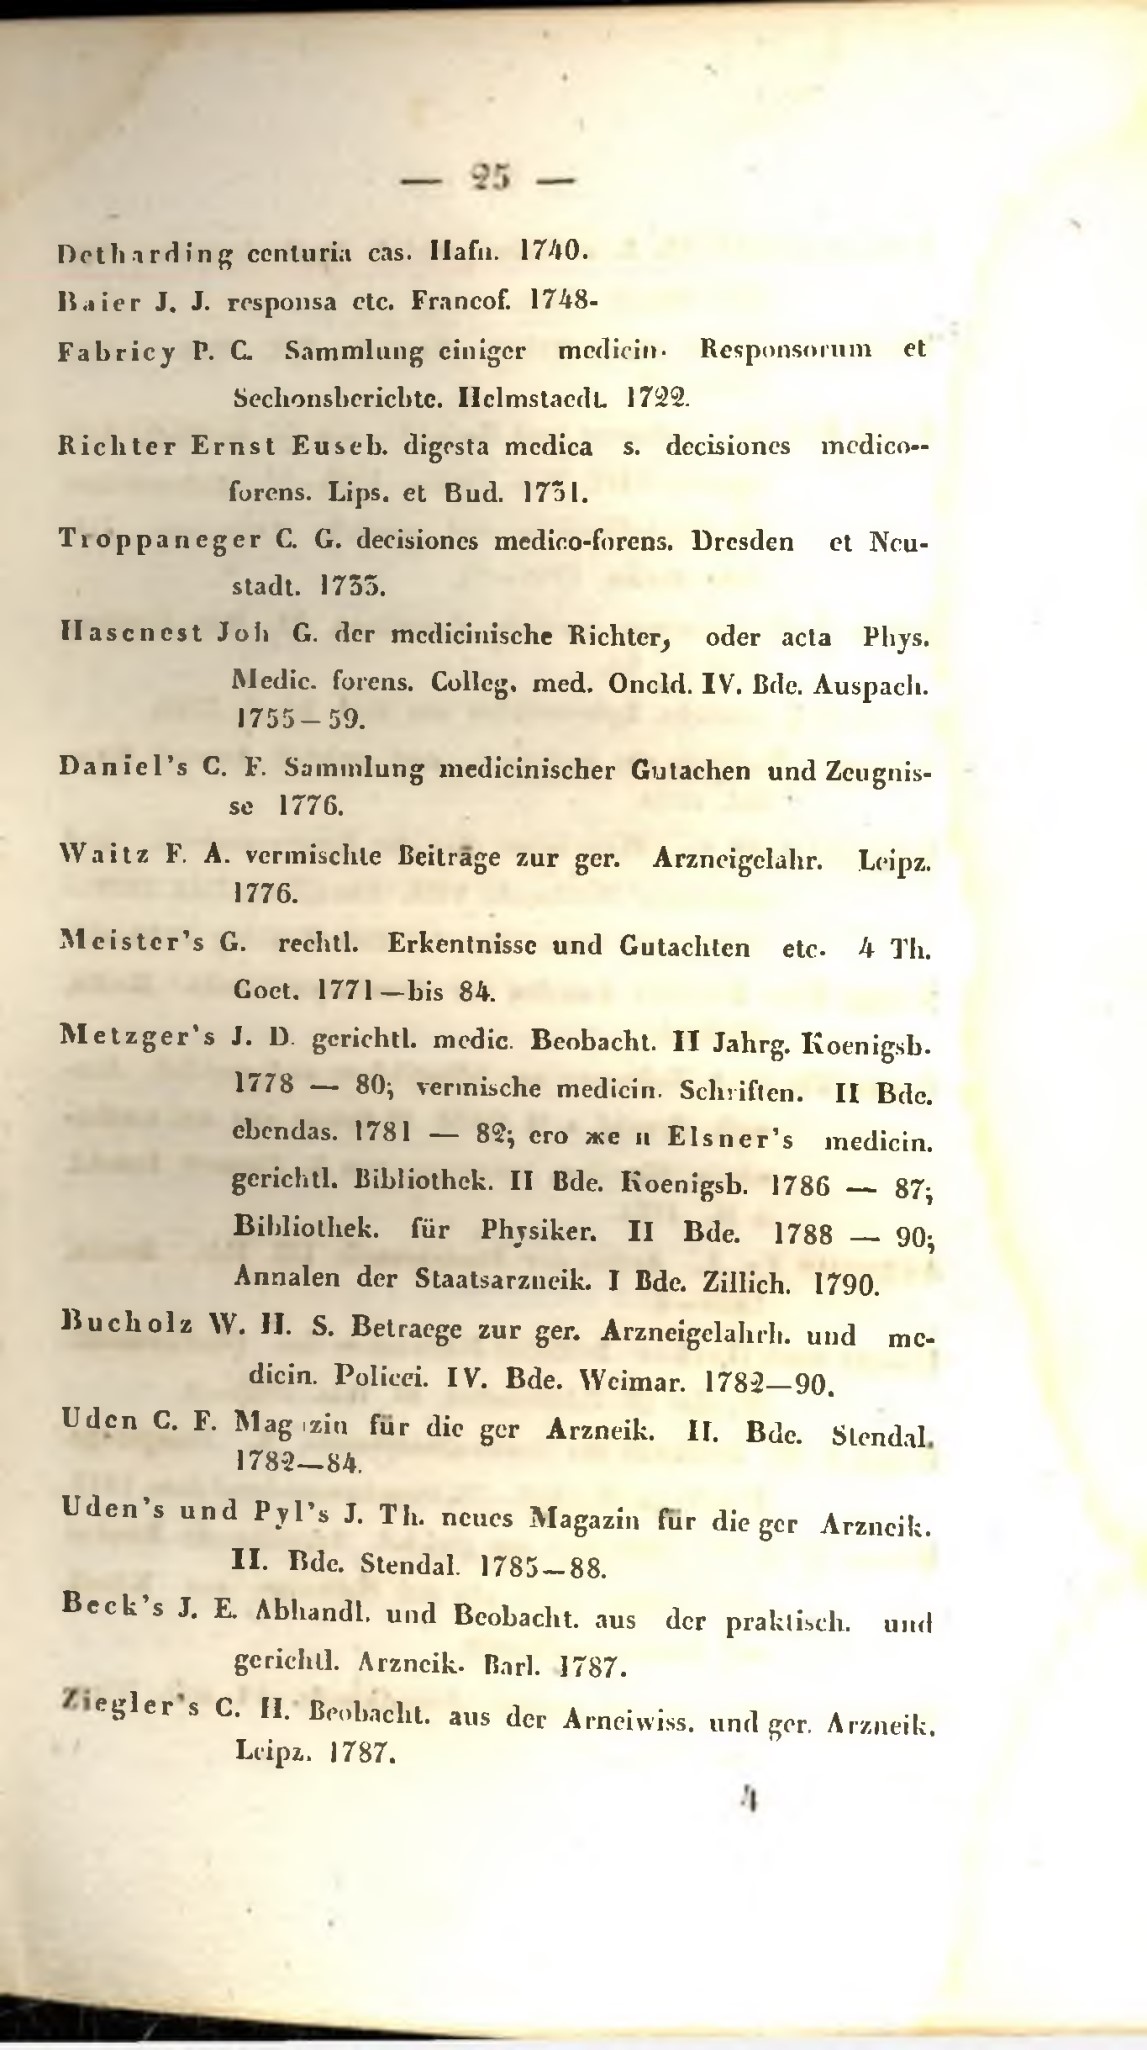 — 25 —
Detharding centuria cas. Hafn. 1740.
Baier J. J. responsa etc. Francof. 1748-
Fabricy P. C. Sammlung einiger medicin. Responsorum et
Sechonsberichte. Helmstaedt. 1722.
Richter Ernst Euseb. digesta medica s. decisiones medico--
forens. Lips. et Bud. 1731.
Troppaneger C. G. decisiones medico-forens. Dresden et Neu-
stadt. 1733.
Hasenest Joh G. der medicinische Richter, oder acta Phys.
Medic. forens. Colleg. med. Oneld. IV. Bde. Auspach.
1755—59.
Daniel's C. F. Sammlung medicinischer Gutachen und Zeugnis-
se 1776.
Waitz F. A. vermischte Beiträge zur ger. Arzneigelahr. Leipz.
1776.
Meister's G. rechtl. Erkentnisse und Gutachten etc. 4 Th.
Goet. 1771—bis 84.
Metzger's J. D. gerichtl. medic. Beobacht. II Jahrg. Koenigsb.
1778 — 80; vermische medicin. Schriften. II Bde.
ebendas. 1781 — 82; его же и Elsner's medicin.
gerichtl. Bibliothek. II Bde. Koenigsb. 1786 — 87;
Bibliothek. für Physiker. II Bde. 1788 — 90;
Annalen der Staatsarzneik. I Bde. Zillich. 1790.
Bucholz W. H. S. Betraege zur ger. Arzneigelahrh. und me-
dicin. Policei. IV. Bde. Weimar. 1782—90.
Uden C. F. Magazin für die ger Arzneik. II. Bde. Stendal.
1782—84.
Uden's und Pyl's J. Th. neues Magazin für die ger Arzneik.
II. Bde. Stendal. 1785—88.
Beck's J. E. Abhandl. und Beobacht. aus der praktisch. und
gerichtl. Arzneik. Barl. 1787.
Ziegler's C. H. Beobacht. aus der Arneiwiss. und ger. Arzneik.
Leipz. 1787.
4